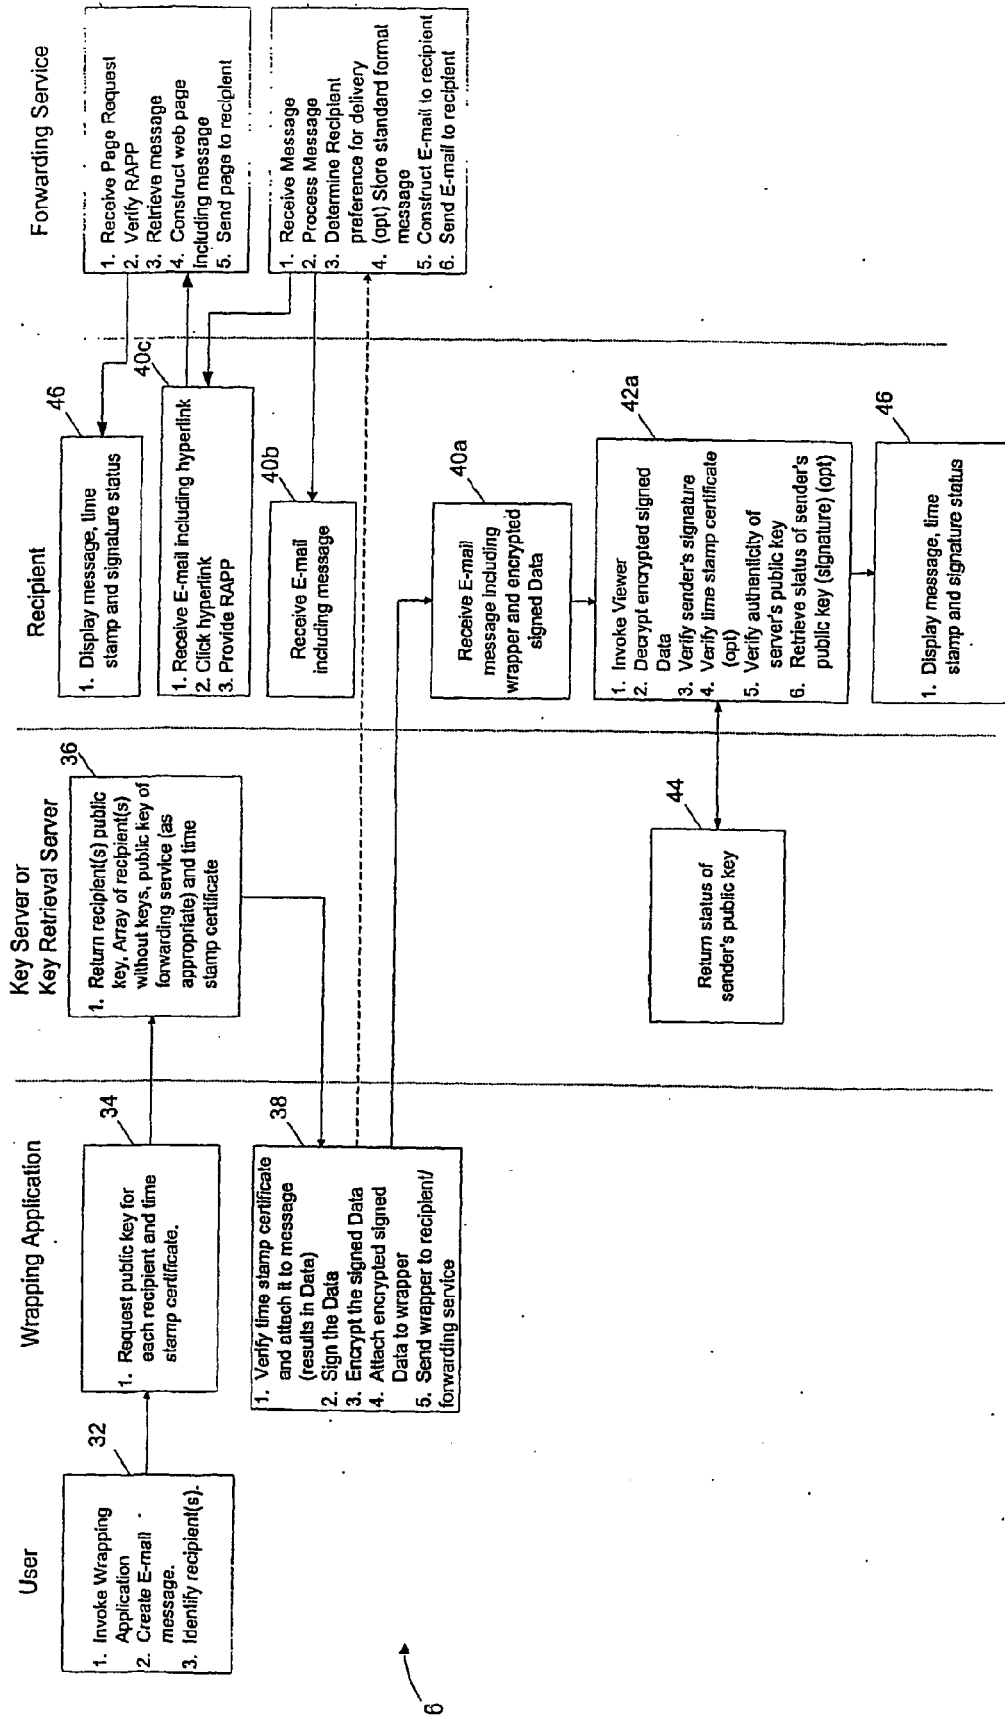 User
Wrapping Application
Key Server or
Key Retrieval Server
Recipient
Forwarding Service
32
1. Invoke Wrapping
Application
2. Create E-mail
message.
3. Identify recipient(s).
34
1. Request public key for
each recipient and time
stamp certificate.
36
1. Return recipient(s) public
key, Array of recipient(s)
without keys, public key of
forwarding service (as
appropriate) and time
stamp certificate
38
1. Verify time stamp certificate
and attach it to message
(results in Data)
2. Sign the Data
3. Encrypt the signed Data
4. Attach encrypted signed
Data to wrapper
5. Send wrapper to recipient/
forwarding service
46
1. Display message, time
stamp and signature status
40c
1. Receive E-mail including hyperlink
2. Click hyperlink
3. Provide RAPP
40b
Receive E-mail
including message
40a
Receive E-mail
message including
wrapper and encrypted
signed Data
42a
1. Invoke Viewer
2. Decrypt encrypted signed
Data
3. Verify sender's signature
4. Verify time stamp certificate
(opt)
5. Verify authenticity of
server's public key
6. Retrieve status of sender's
public key (signature) (opt)
44
Return status of
sender's public key
46
1. Display message, time
stamp and signature status
1. Receive Page Request
2. Verify RAPP
3. Retrieve message
4. Construct web page
including message
5. Send page to recipient
1. Receive Message
2. Process Message
3. Determine Recipient
preference for delivery
4. (opt) Store standard format
message
5. Construct E-mail to recipient
6. Send E-mail to recipient
6